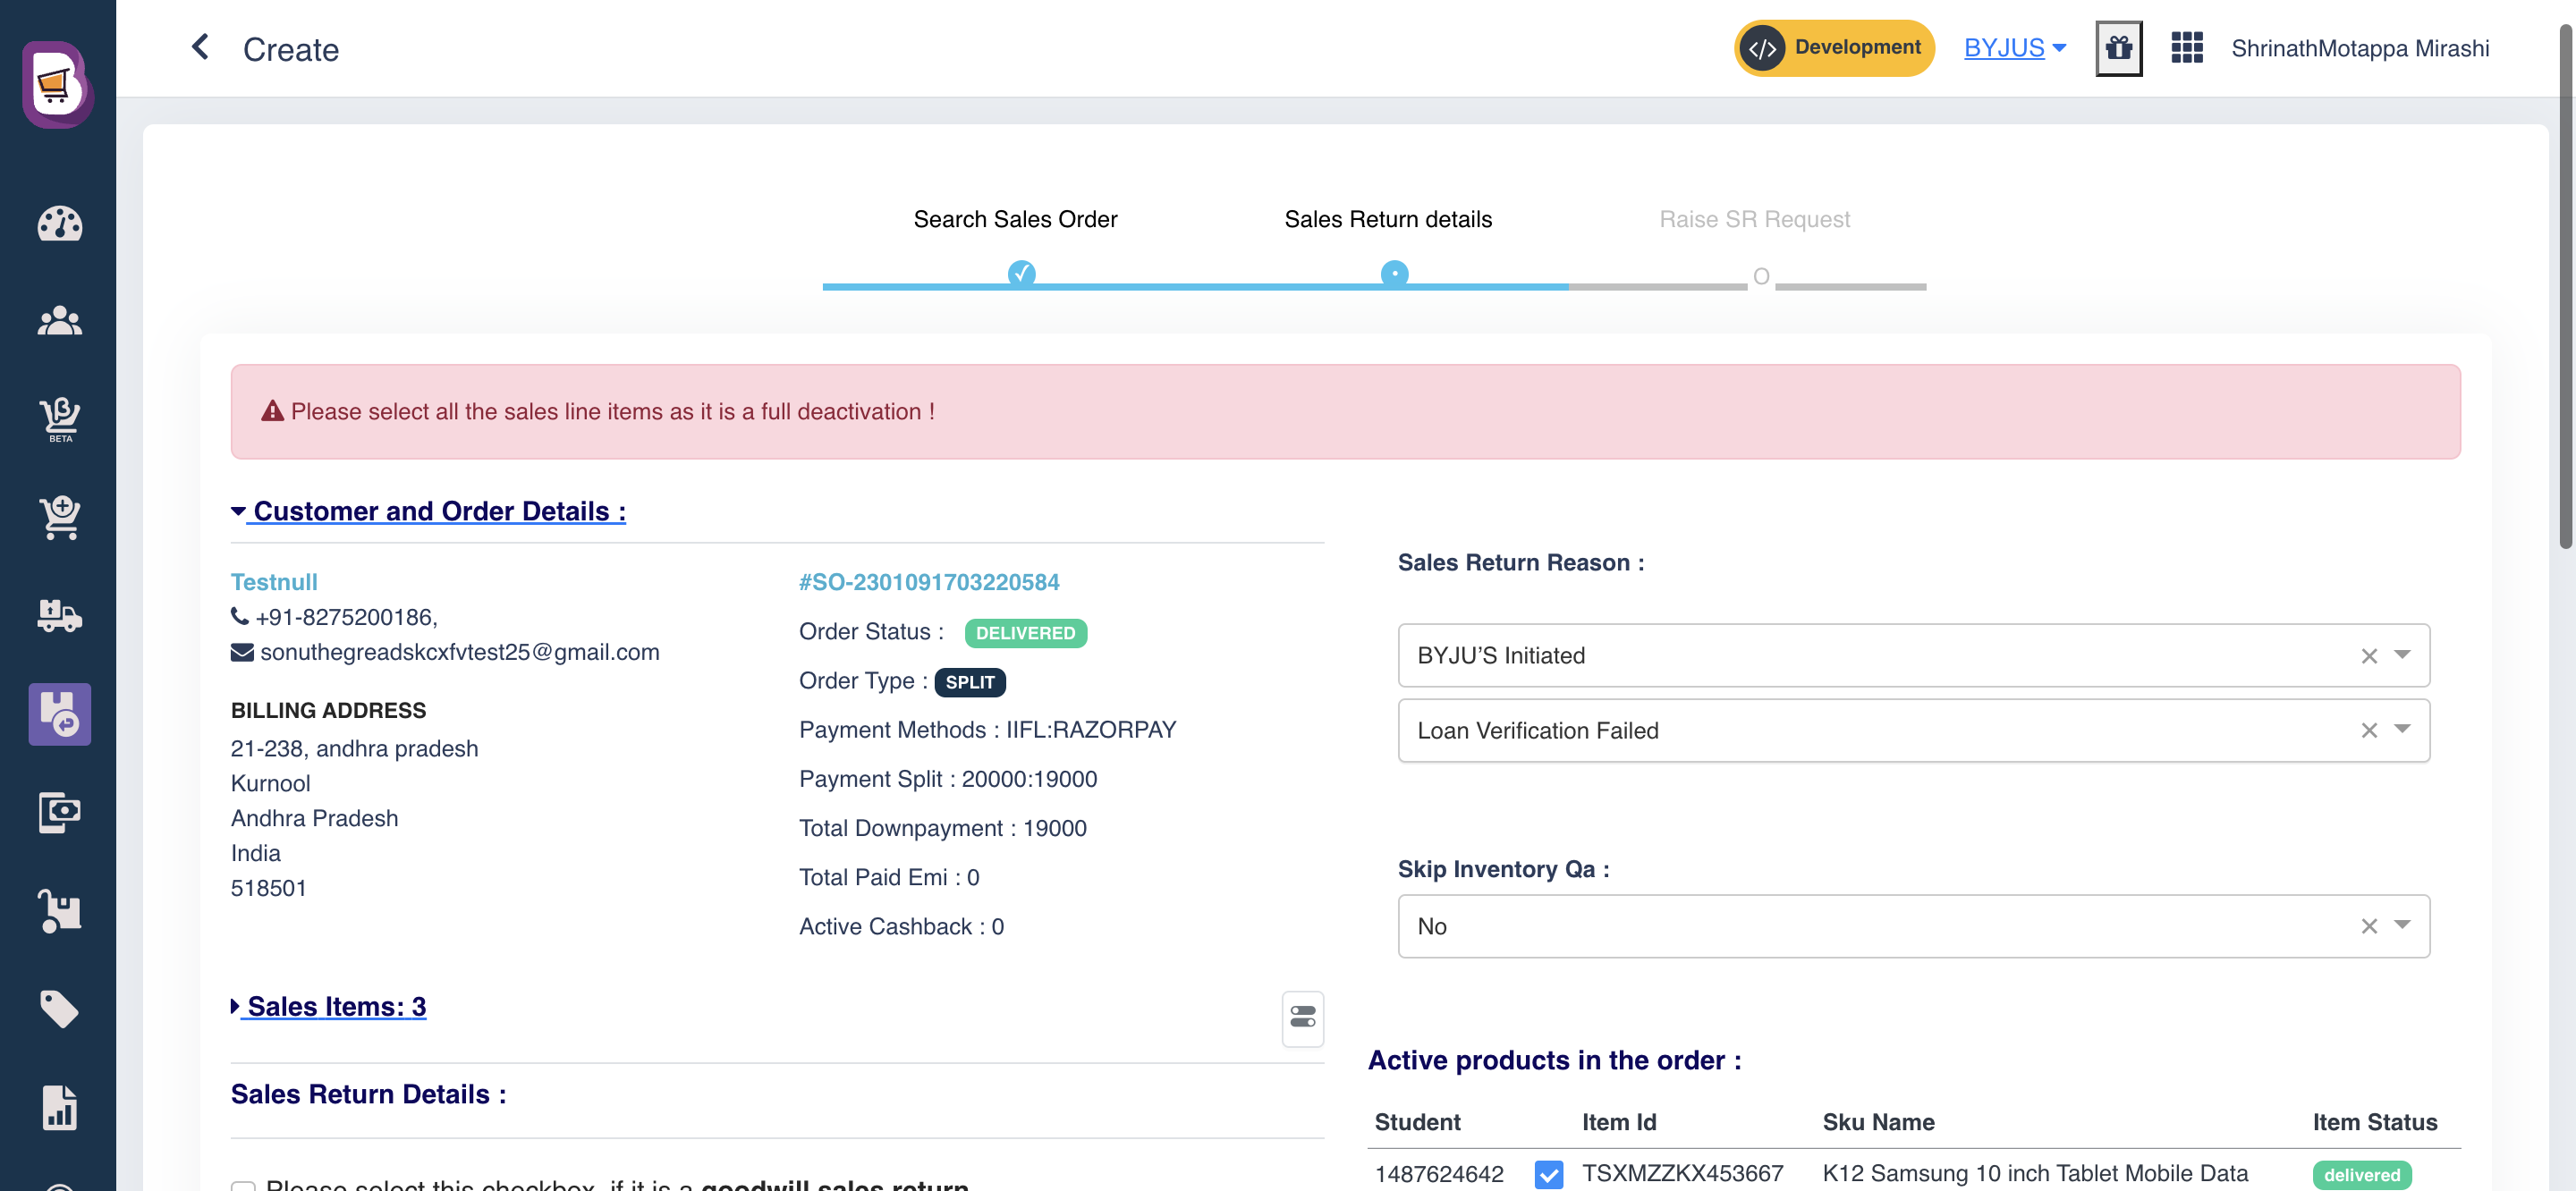 Create
</> Development
BYJUS
ShrinathMotappa Mirashi
BETA
Search Sales Order
Sales Return details
Raise SR Request
Please select all the sales line items as it is a full deactivation !
Customer and Order Details :
Testnull
+91-8275200186,
sonuthegreadskcxfvtest25@gmail.com
BILLING ADDRESS
21-238, andhra pradesh
Kurnool
Andhra Pradesh
India
518501
#SO-2301091703220584
Order Status : DELIVERED
Order Type : SPLIT
Payment Methods : IIFL:RAZORPAY
Payment Split : 20000:19000
Total Downpayment : 19000
Total Paid Emi : 0
Active Cashback : 0
Sales Return Reason :
BYJU’S Initiated
Loan Verification Failed
Skip Inventory Qa :
No
Sales Items: 3
Sales Return Details :
Please select this checkbox, if it is a goodwill sales return
Active products in the order :
Student Item Id Sku Name Item Status
1487624642 TSXMZZKX453667 K12 Samsung 10 inch Tablet Mobile Data delivered